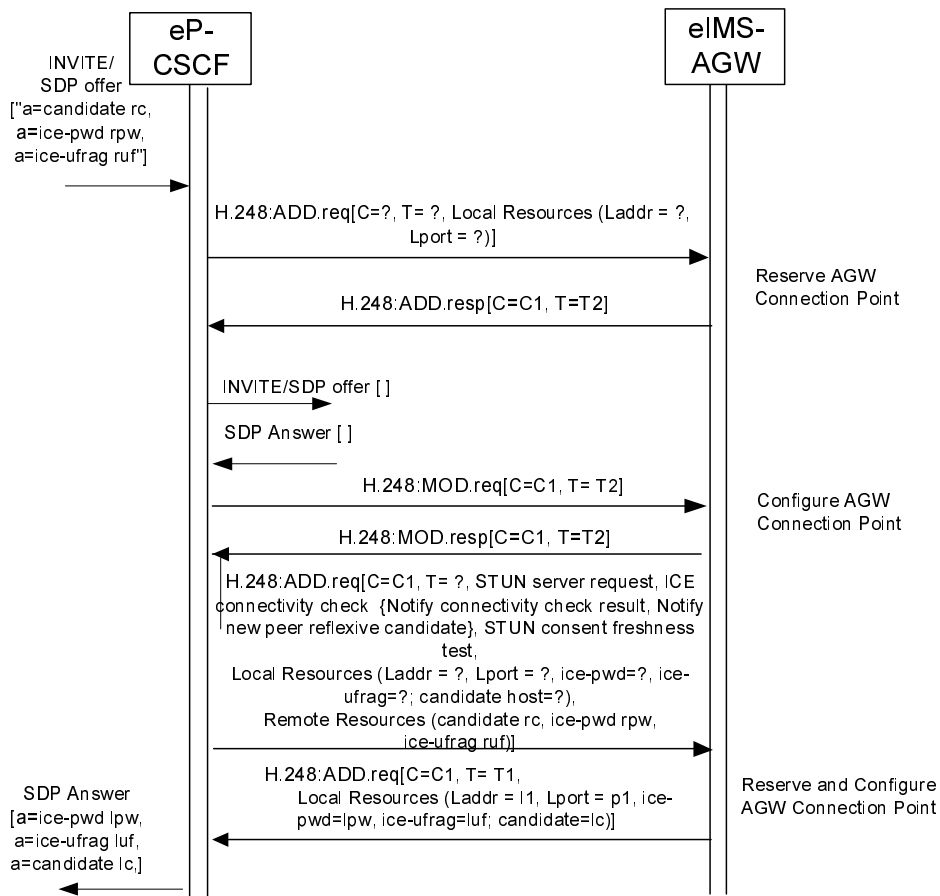 eP-
CSCF
eIMS-
AGW
INVITE/
SDP offer
["a=candidate rc,
a=ice-pwd rpw,
a=ice-ufrag ruf"]
H.248:ADD.req[C=?, T= ?, Local Resources (Laddr = ?,
Lport = ?)]
Reserve AGW
Connection Point
H.248:ADD.resp[C=C1, T=T2]
INVITE/SDP offer [ ]
SDP Answer [ ]
H.248:MOD.req[C=C1, T= T2]
Configure AGW
Connection Point
H.248:MOD.resp[C=C1, T=T2]
H.248:ADD.req[C=C1, T= ?, STUN server request, ICE
connectivity check {Notify connectivity check result, Notify
new peer reflexive candidate}, STUN consent freshness
test,
Local Resources (Laddr = ?, Lport = ?, ice-pwd=?, ice-
ufrag=?; candidate host=?),
Remote Resources (candidate rc, ice-pwd rpw,
ice-ufrag ruf)]
H.248:ADD.req[C=C1, T= T1,
Local Resources (Laddr = l1, Lport = p1, ice-
pwd=lpw, ice-ufrag=luf; candidate=lc)]
Reserve and Configure
AGW Connection Point
SDP Answer
[a=ice-pwd lpw,
a=ice-ufrag luf,
a=candidate lc,]